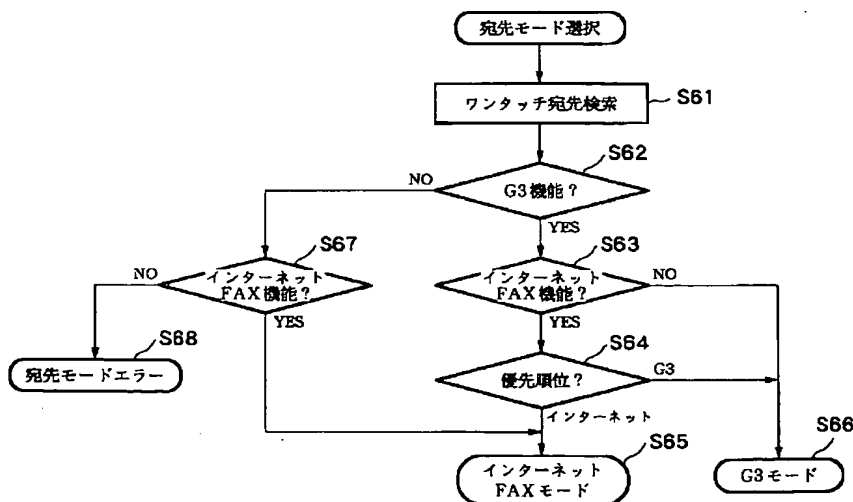 宛先モード選択
ワンタッチ宛先検索
S61
S62
G3機能?
NO
YES
S67
インターネット
FAX機能?
NO
YES
S63
インターネット
FAX機能?
NO
YES
S68
宛先モードエラー
S64
優先順位?
G3
インターネット
S65
インターネット
FAXモード
S66
G3モード